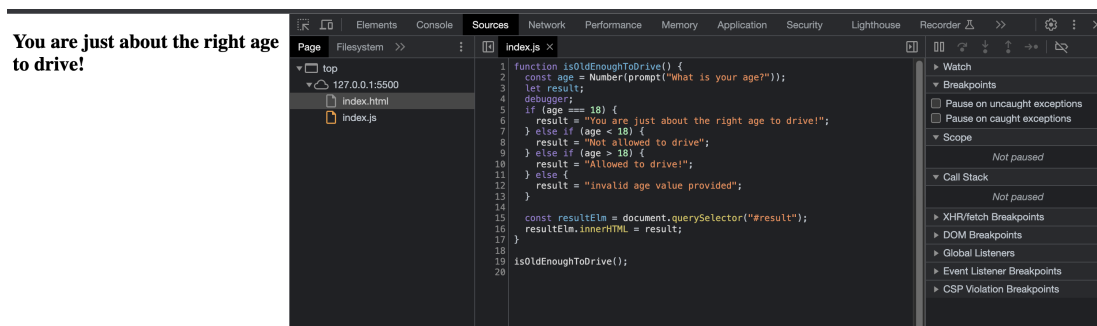 You are just about the right age
to drive!
Elements Console Sources Network Performance Memory Application Security Lighthouse Recorder >>
Page Filesystem >>
index.js ×
top
127.0.0.1:5500
index.html
index.js
1 function isOldEnoughToDrive() {
2 const age = Number(prompt("What is your age?"));
3 let result;
4 debugger;
5 if (age === 18) {
6 result = "You are just about the right age to drive!";
7 } else if (age < 18) {
8 result = "Not allowed to drive";
9 } else if (age > 18) {
10 result = "Allowed to drive!";
11 } else {
12 result = "invalid age value provided";
13 }
14
15 const resultElm = document.querySelector("#result");
16 resultElm.innerHTML = result;
17 }
18
19 isOldEnoughToDrive();
20
Watch
Breakpoints
Pause on uncaught exceptions
Pause on caught exceptions
Scope
Not paused
Call Stack
Not paused
XHR/fetch Breakpoints
DOM Breakpoints
Global Listeners
Event Listener Breakpoints
CSP Violation Breakpoints